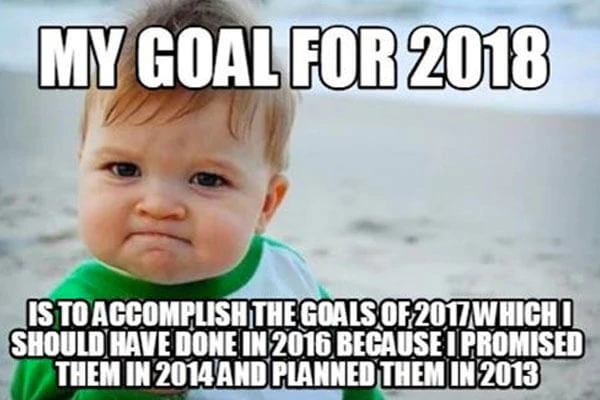 MY GOAL FOR 2018
IS TO ACCOMPLISH THE GOALS OF 2017 WHICH I
SHOULD HAVE DONE IN 2016 BECAUSE I PROMISED
THEM IN 2014 AND PLANNED THEM IN 2013